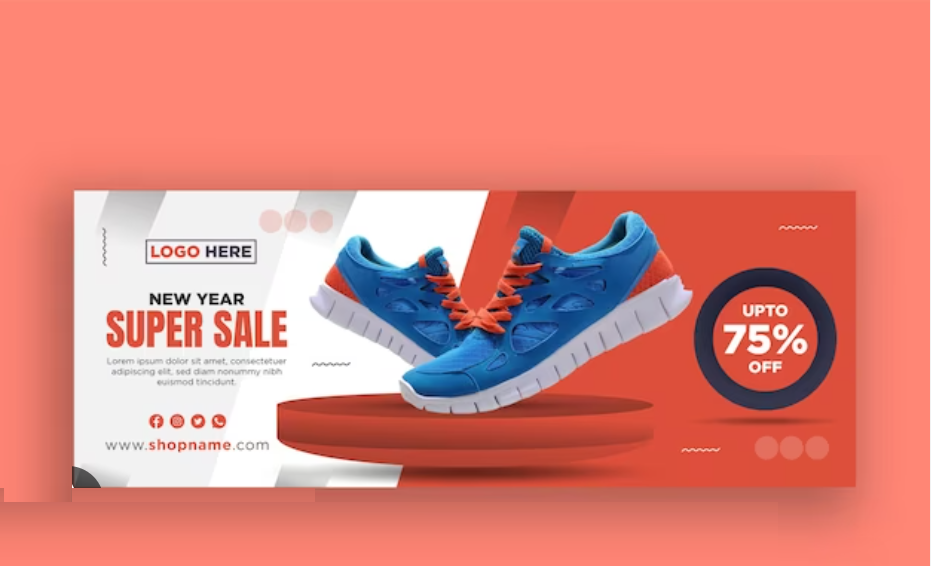 LOGO HERE
NEW YEAR
SUPER SALE
Lorem ipsum dolor sit amet, consectetuer
adipiscing elit, sed diam nonummy nibh
euismod tincidunt.
www.shopname.com
UPTO
75%
OFF